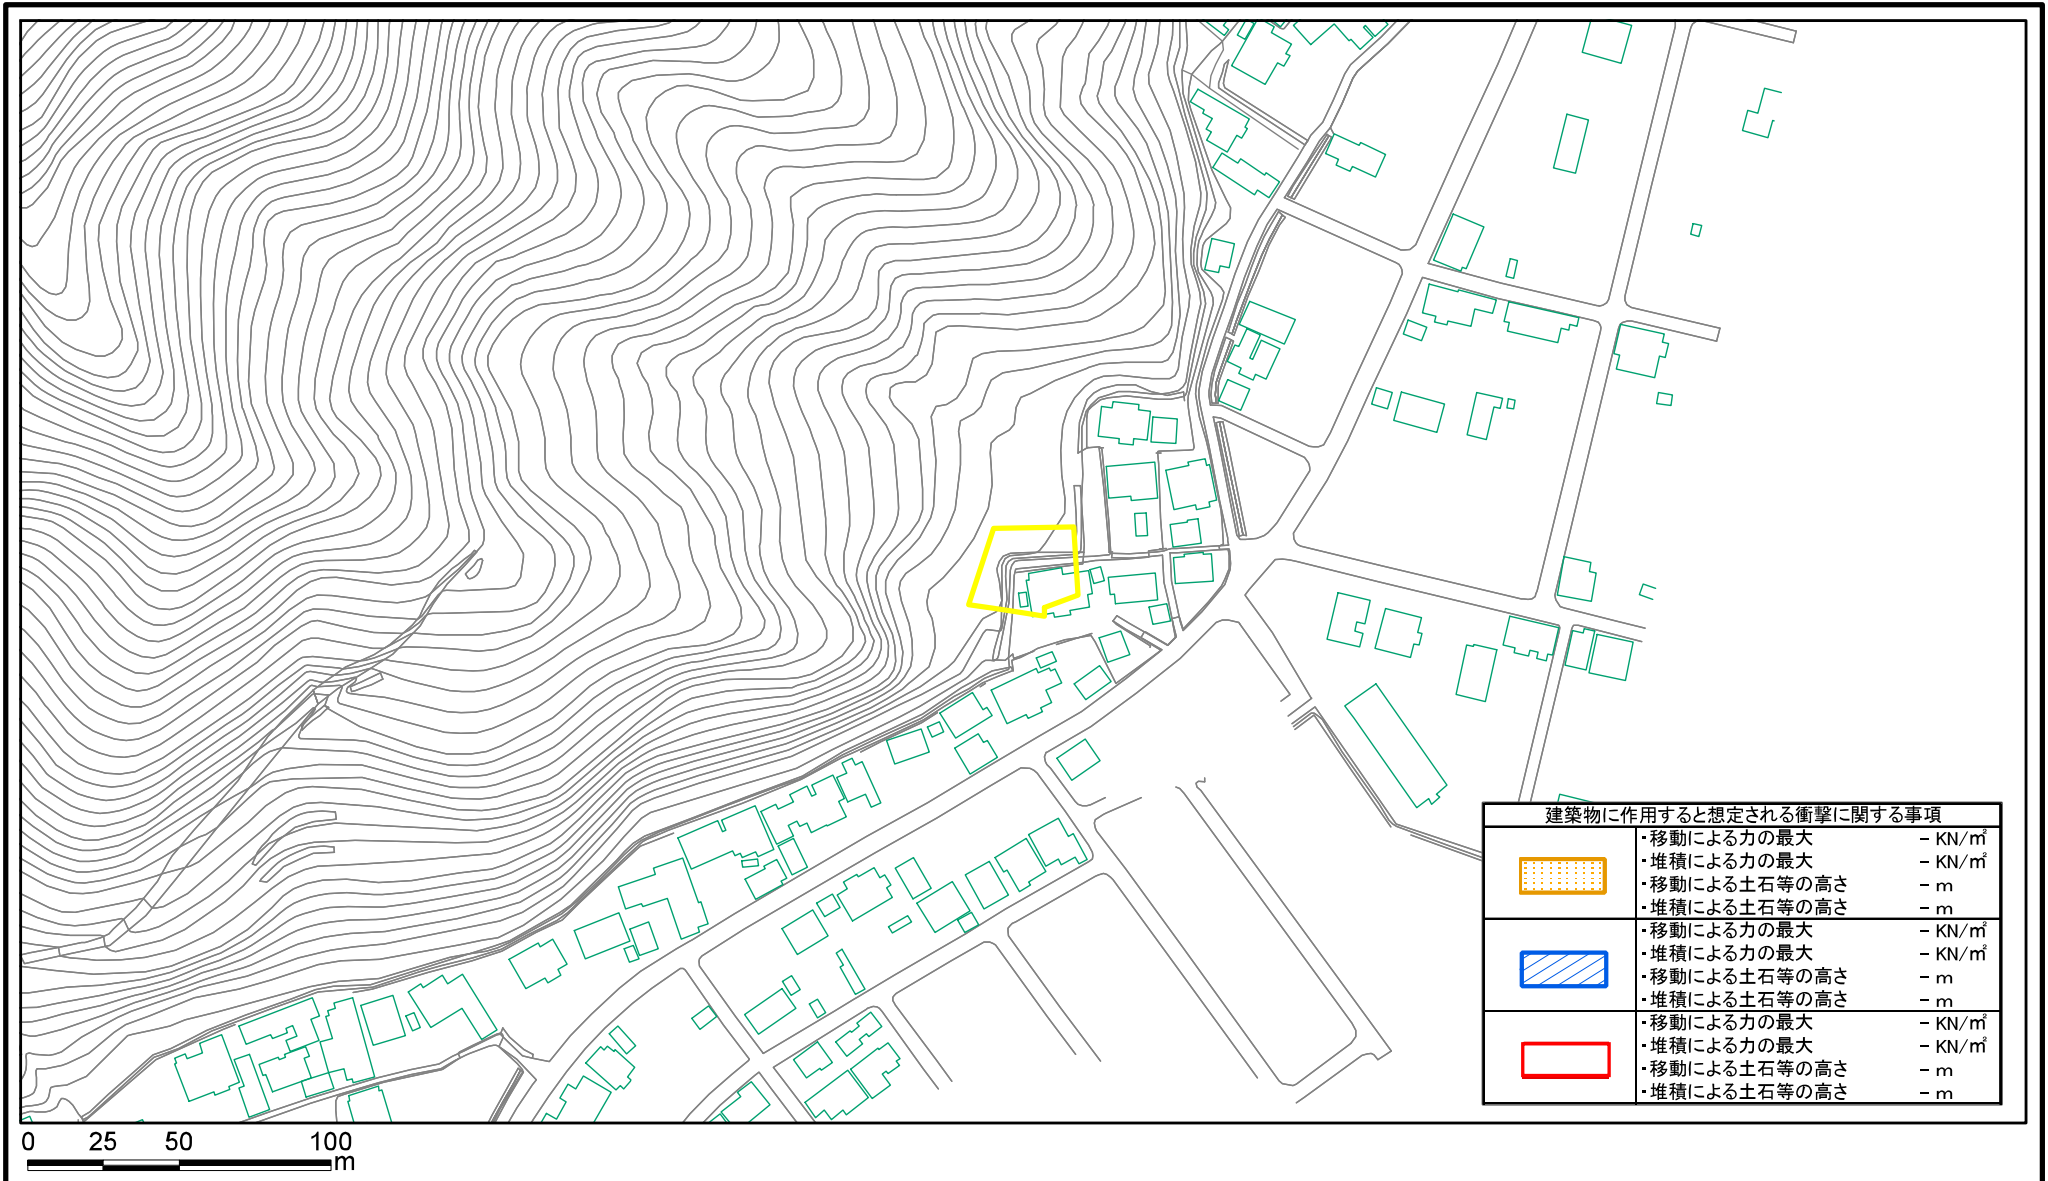 建築物に作用すると想定される衝撃に関する事項
・移動による力の最大 － KN/㎡
・堆積による力の最大 － KN/㎡
・移動による土石等の高さ － m
・堆積による土石等の高さ － m
・移動による力の最大 － KN/㎡
・堆積による力の最大 － KN/㎡
・移動による土石等の高さ － m
・堆積による土石等の高さ － m
・移動による力の最大 － KN/㎡
・堆積による力の最大 － KN/㎡
・移動による土石等の高さ － m
・堆積による土石等の高さ － m
0 25 50 100
m